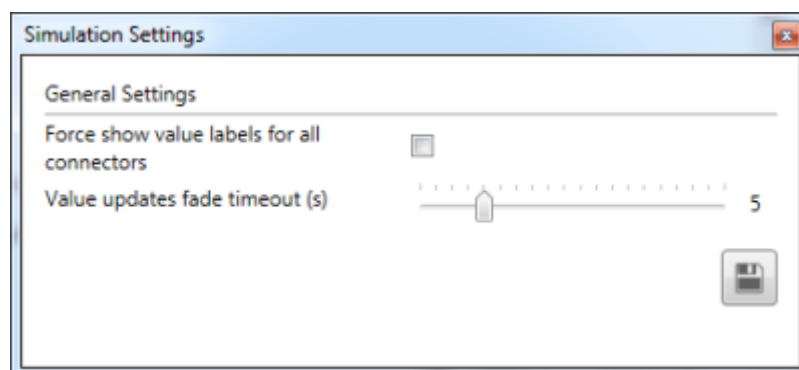 Simulation Settings
General Settings
Force show value labels for all
connectors
Value updates fade timeout (s)
5